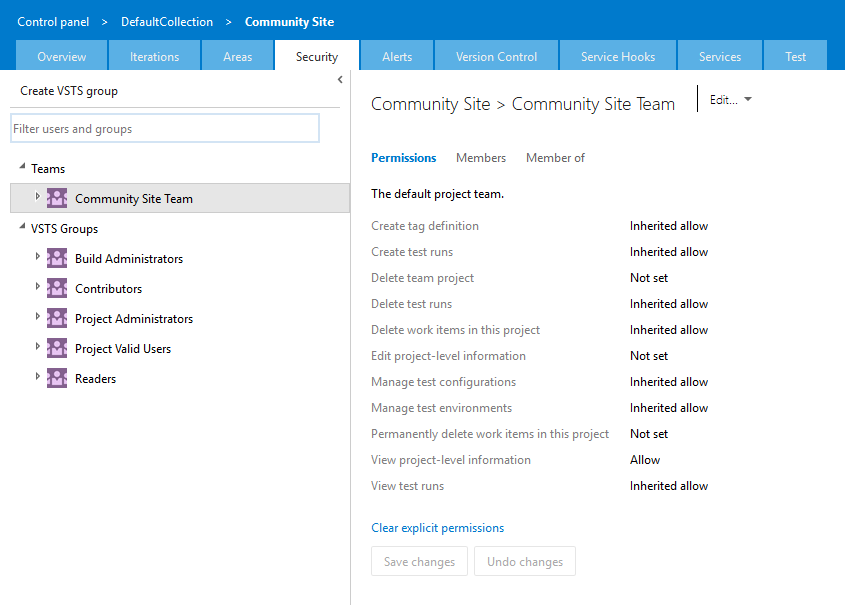 Control panel > DefaultCollection > Community Site
Overview Iterations Areas Security Alerts Version Control Service Hooks Services Test
Create VSTS group
Filter users and groups
Teams
Community Site Team
VSTS Groups
Build Administrators
Contributors
Project Administrators
Project Valid Users
Readers
Community Site > Community Site Team
Edit...
Permissions Members Member of
The default project team.
Create tag definition Inherited allow
Create test runs Inherited allow
Delete team project Not set
Delete test runs Inherited allow
Delete work items in this project Inherited allow
Edit project-level information Not set
Manage test configurations Inherited allow
Manage test environments Inherited allow
Permanently delete work items in this project Not set
View project-level information Allow
View test runs Inherited allow
Clear explicit permissions
Save changes Undo changes